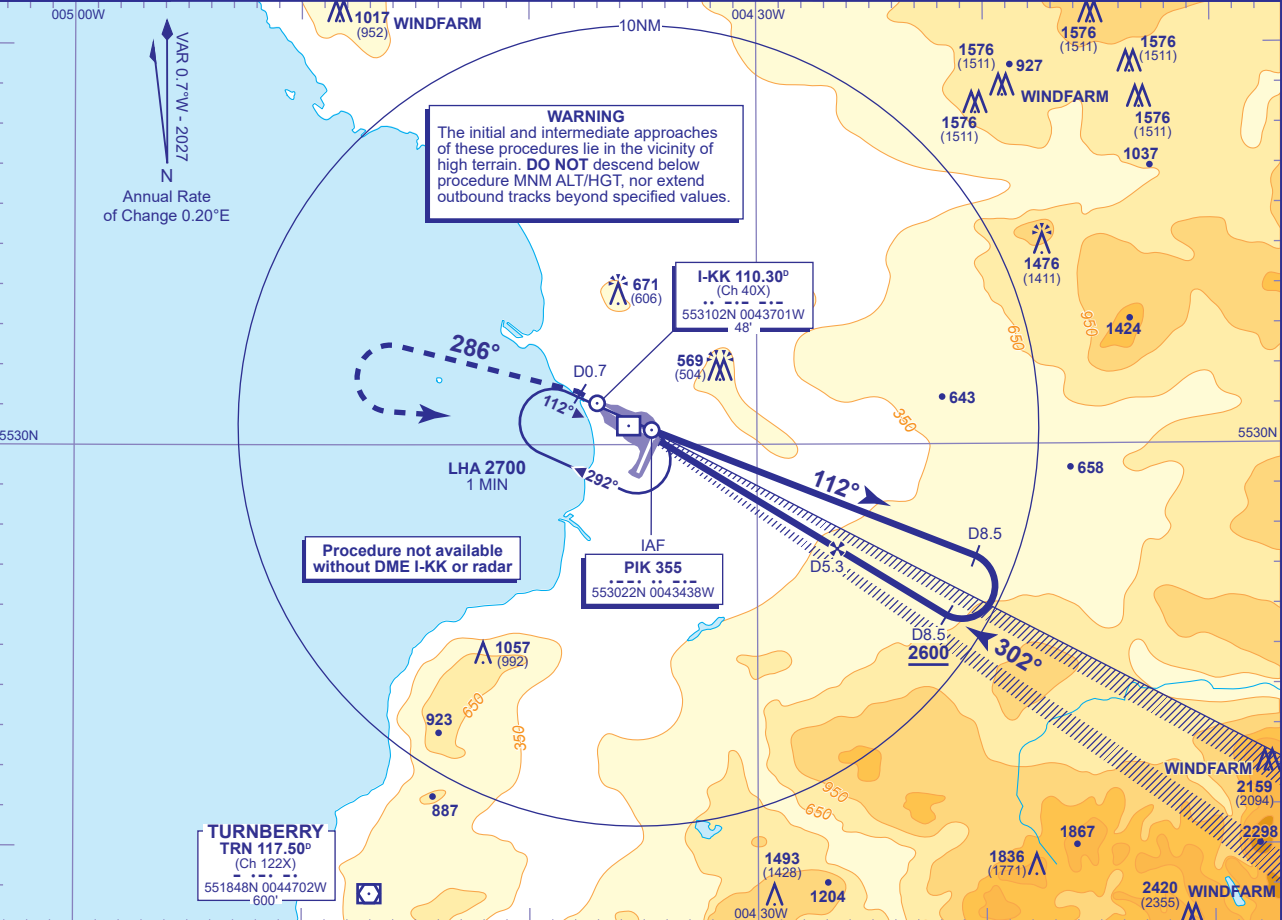 005 00W
004 30W
1017
(952)
WINDFARM
10NM
VAR 0.7°W - 2027
N
Annual Rate
of Change 0.20°E
1576
(1511)
1576
(1511)
1576
(1511)
927
WINDFARM
1576
(1511)
1576
(1511)
1037
WARNING
The initial and intermediate approaches
of these procedures lie in the vicinity of
high terrain. DO NOT descend below
procedure MNM ALT/HGT, nor extend
outbound tracks beyond specified values.
1476
(1411)
I-KK 110.30ᴰ
(Ch 40X)
553102N 0043701W
48'
671
(606)
950
1424
650
286°
569
(504)
D0.7
643
112°
350
5530N
5530N
LHA 2700
1 MIN
292°
112°
658
D8.5
Procedure not available
without DME I-KK or radar
IAF
PIK 355
553022N 0043438W
D5.3
D8.5
2600
302°
1057
(992)
650
923
350
887
WINDFARM
2159
(2094)
950
650
TURNBERRY
TRN 117.50ᴰ
(Ch 122X)
551848N 0044702W
600'
1867
2298
1493
(1428)
1836
(1771)
1204
2420
(2355)
WINDFARM
004 30W